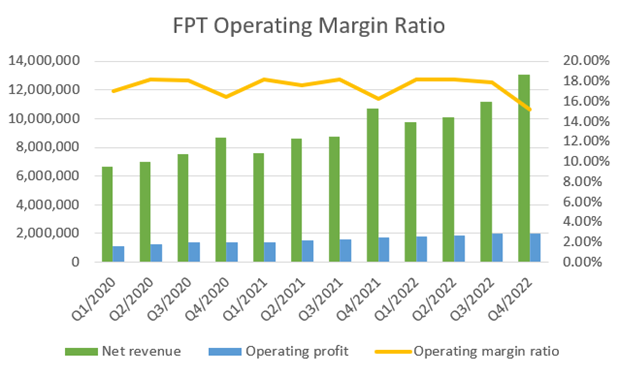 FPT Operating Margin Ratio
14,000,000
12,000,000
10,000,000
8,000,000
6,000,000
4,000,000
2,000,000
0
20.00%
18.00%
16.00%
14.00%
12.00%
10.00%
8.00%
6.00%
4.00%
2.00%
0.00%
Q1/2020
Q2/2020
Q3/2020
Q4/2020
Q1/2021
Q2/2021
Q3/2021
Q4/2021
Q1/2022
Q2/2022
Q3/2022
Q4/2022
Net revenue Operating profit Operating margin ratio